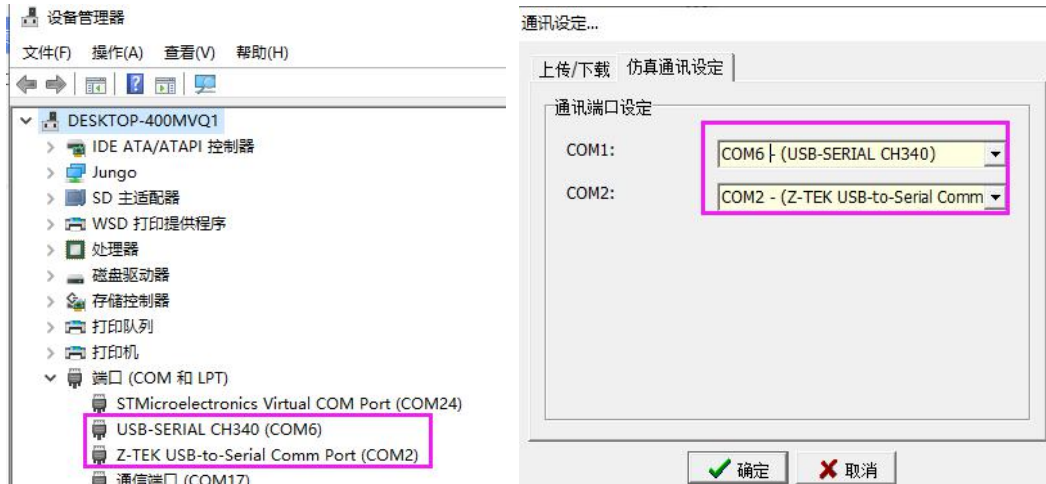 设备管理器
文件(F) 操作(A) 查看(V) 帮助(H)
DESKTOP-400MVQ1
IDE ATA/ATAPI 控制器
Jungo
SD 主适配器
WSD 打印提供程序
处理器
磁盘驱动器
存储控制器
打印队列
打印机
端口 (COM 和 LPT)
STMicroelectronics Virtual COM Port (COM24)
USB-SERIAL CH340 (COM6)
Z-TEK USB-to-Serial Comm Port (COM2)
通信端口 (COM17)
通讯设定...
上传/下载 仿真通讯设定
通讯端口设定
COM1: COM6 - (USB-SERIAL CH340)
COM2: COM2 - (Z-TEK USB-to-Serial Comm
确定 取消